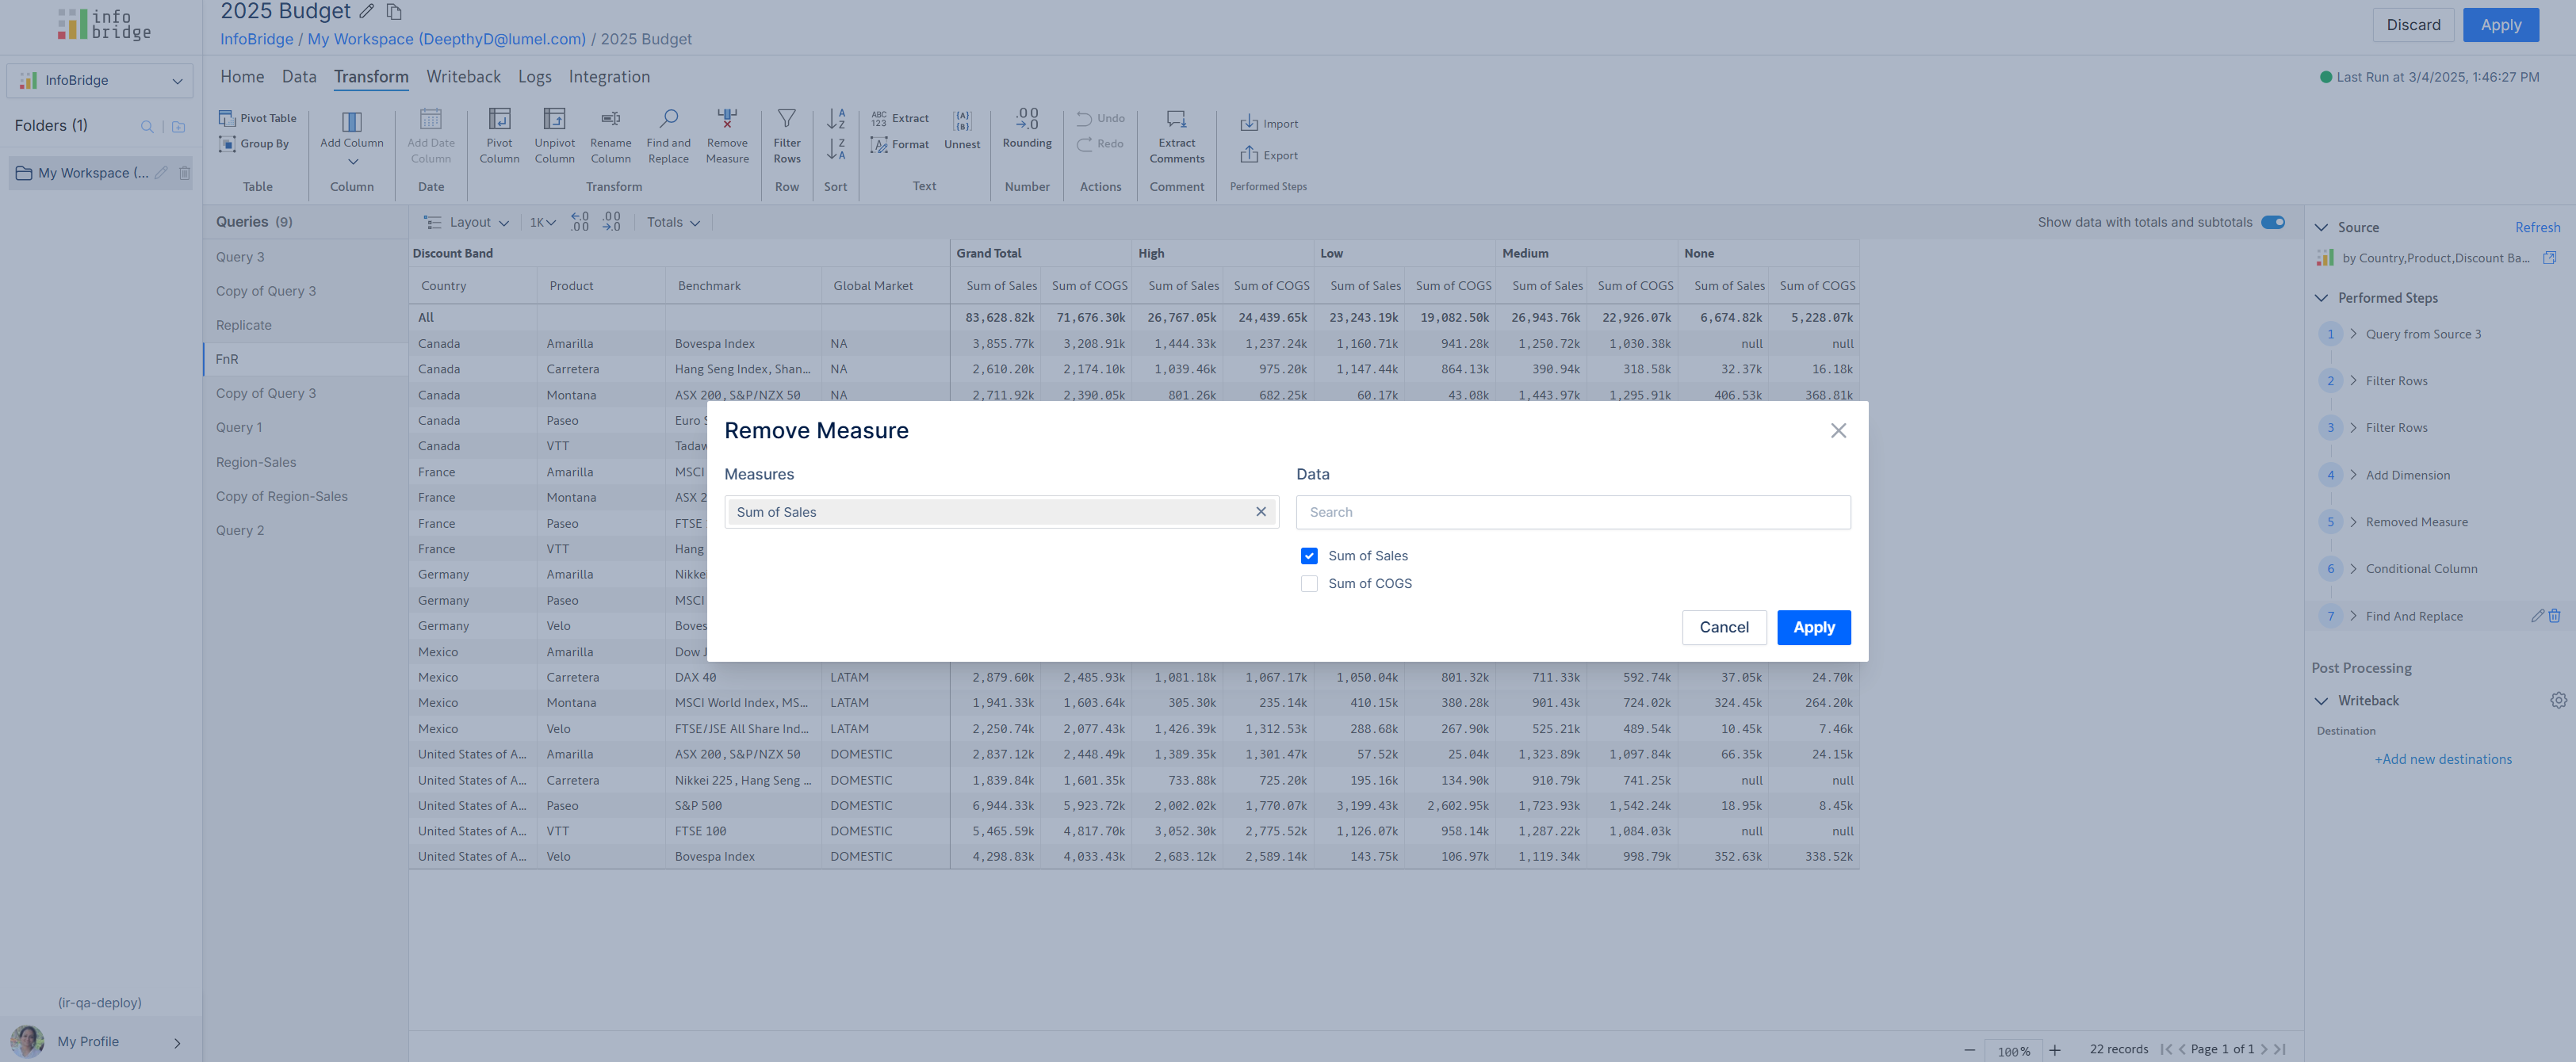 info
bridge
2025 Budget
InfoBridge / My Workspace (DeepthyD@lumel.com) / 2025 Budget
Discard
Apply
InfoBridge
Folders (1)
My Workspace (...
Home
Data
Transform
Writeback
Logs
Integration
Last Run at 3/4/2025, 1:46:27 PM
Pivot Table
Group By
Table
Add Column
Column
Add Date
Column
Date
Pivot
Column
Unpivot
Column
Rename
Column
Find and
Replace
Remove
Measure
Transform
Filter
Rows
Row
A
Z
Z
A
Sort
ABC
123
Extract
Format
{A}
{B}
Unnest
Text
.0 0
.0
Rounding
Number
Undo
Redo
Actions
Extract
Comments
Comment
Import
Export
Performed Steps
Queries (9)
Query 3
Copy of Query 3
Replicate
FnR
Copy of Query 3
Query 1
Region-Sales
Copy of Region-Sales
Query 2
Layout
1K
.0
.00
.00
.0
Totals
Show data with totals and subtotals
Discount Band Grand Total High Low Medium None
Country Product Benchmark Global Market Sum of Sales Sum of COGS Sum of Sales Sum of COGS Sum of Sales Sum of COGS Sum of Sales Sum of COGS Sum of Sales Sum of COGS
All 83,628.82k 71,676.30k 26,767.05k 24,439.65k 23,243.19k 19,082.50k 26,943.76k 22,926.07k 6,674.82k 5,228.07k
Canada Amarilla Bovespa Index NA 3,855.77k 3,208.91k 1,444.33k 1,237.24k 1,160.71k 941.28k 1,250.72k 1,030.38k null null
Canada Carretera Hang Seng Index, Shan... NA 2,610.20k 2,174.10k 1,039.46k 975.20k 1,147.44k 864.13k 390.94k 318.58k 32.37k 16.18k
Canada Montana ASX 200, S&P/NZX 50 NA 2,711.92k 2,390.05k 801.26k 682.25k 60.17k 43.08k 1,443.97k 1,295.91k 406.53k 368.81k
Canada Paseo Euro
Canada VTT Tadaw
France Amarilla MSCI
France Montana ASX 2
France Paseo FTSE
France VTT Hang
Germany Amarilla Nikke
Germany Paseo MSCI
Germany Velo Boves
Mexico Amarilla Dow J
Mexico Carretera DAX 40 LATAM 2,879.60k 2,485.93k 1,081.18k 1,067.17k 1,050.04k 801.32k 711.33k 592.74k 37.05k 24.70k
Mexico Montana MSCI World Index, MS... LATAM 1,941.33k 1,603.64k 305.30k 235.14k 410.15k 380.28k 901.43k 724.02k 324.45k 264.20k
Mexico Velo FTSE/JSE All Share Ind... LATAM 2,250.74k 2,077.43k 1,426.39k 1,312.53k 288.68k 267.90k 525.21k 489.54k 10.45k 7.46k
United States of A... Amarilla ASX 200, S&P/NZX 50 DOMESTIC 2,837.12k 2,448.49k 1,389.35k 1,301.47k 57.52k 25.04k 1,323.89k 1,097.84k 66.35k 24.15k
United States of A... Carretera Nikkei 225, Hang Seng ... DOMESTIC 1,839.84k 1,601.35k 733.88k 725.20k 195.16k 134.90k 910.79k 741.25k null null
United States of A... Paseo S&P 500 DOMESTIC 6,944.33k 5,923.72k 2,002.02k 1,770.07k 3,199.43k 2,602.95k 1,723.93k 1,542.24k 18.95k 8.45k
United States of A... VTT FTSE 100 DOMESTIC 5,465.59k 4,817.70k 3,052.30k 2,775.52k 1,126.07k 958.14k 1,287.22k 1,084.03k null null
United States of A... Velo Bovespa Index DOMESTIC 4,298.83k 4,033.43k 2,683.12k 2,589.14k 143.75k 106.97k 1,119.34k 998.79k 352.63k 338.52k
Remove Measure
Measures
Sum of Sales
Data
Search
Sum of Sales
Sum of COGS
Cancel
Apply
Source
Refresh
by Country,Product,Discount Ba...
Performed Steps
1 Query from Source 3
2 Filter Rows
3 Filter Rows
4 Add Dimension
5 Removed Measure
6 Conditional Column
7 Find And Replace
Post Processing
Writeback
Destination
+Add new destinations
(ir-qa-deploy)
My Profile
100%
22 records
Page 1 of 1